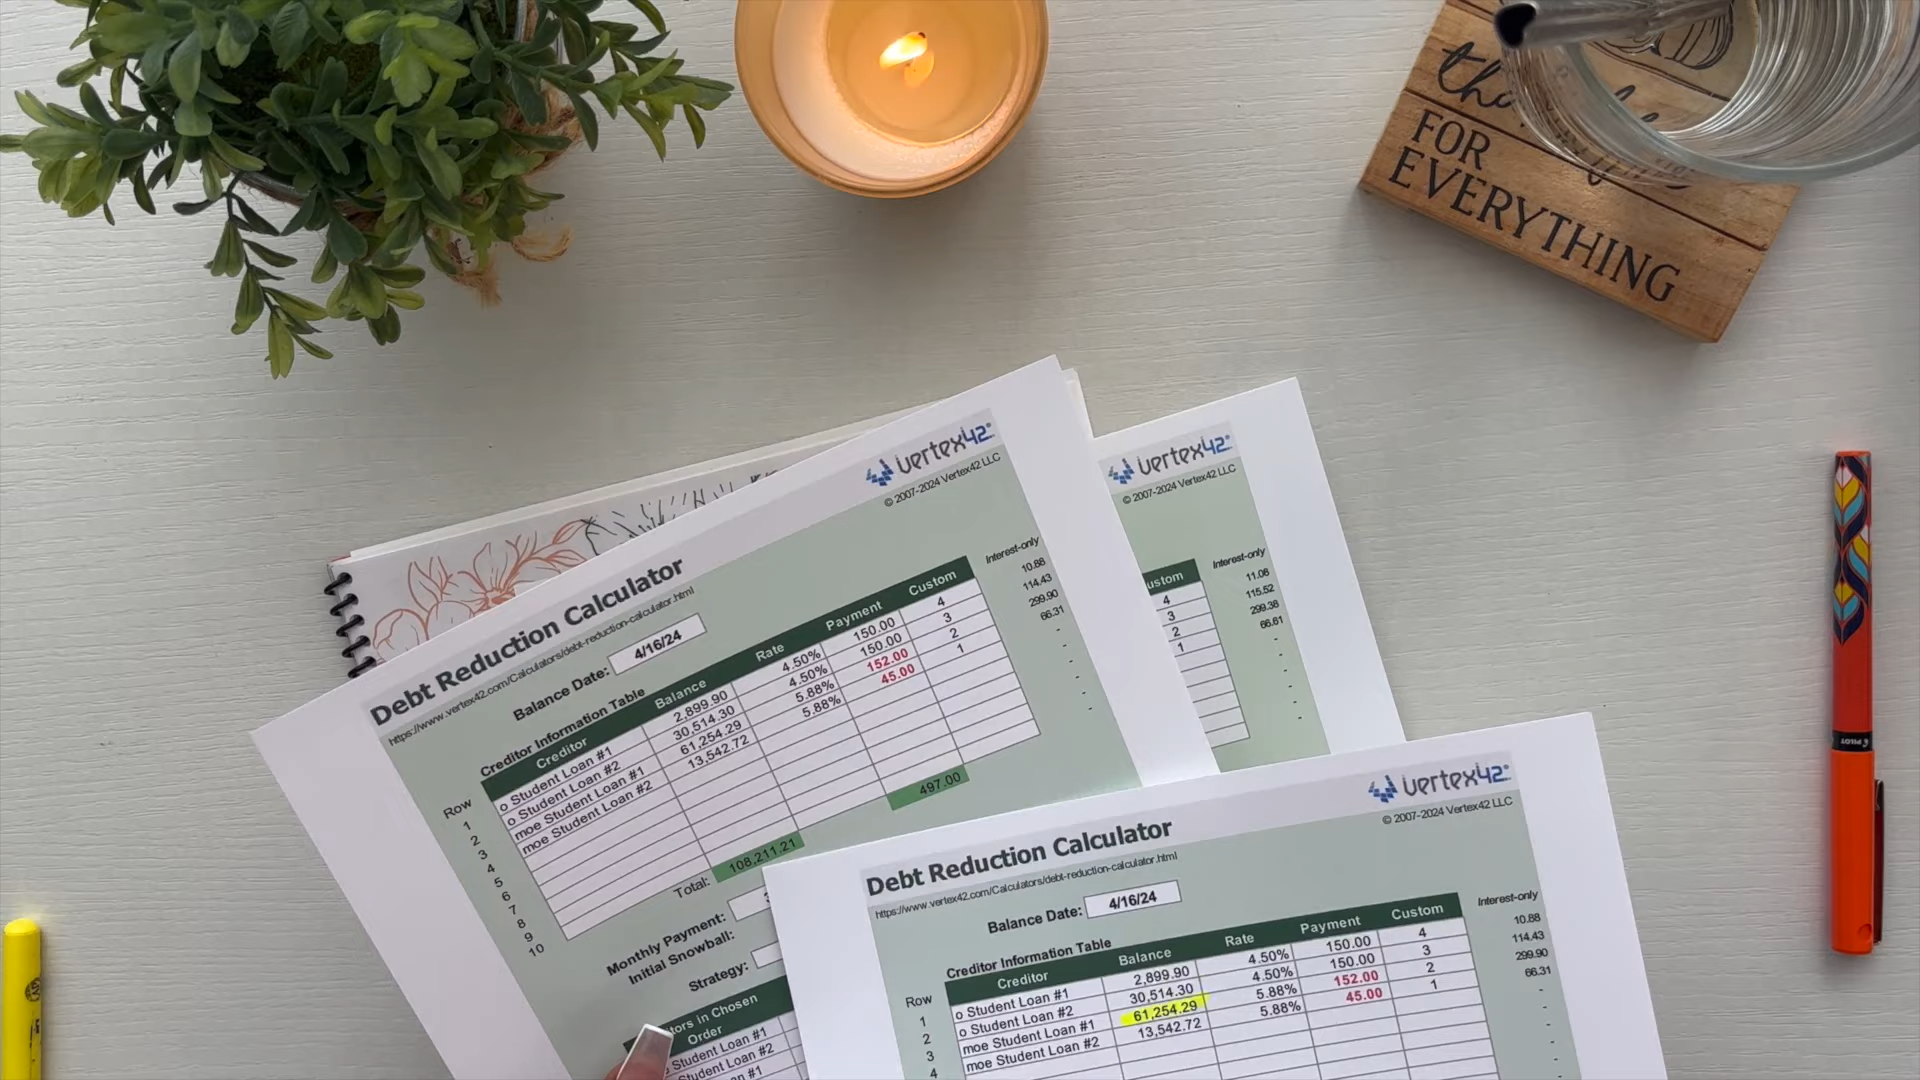 FOR
EVERYTHING
vertex42
© 2007-2024 Vertex42 LLC
Debt Reduction Calculator
https://www.vertex42.com/Calculators/debt-reduction-calculator.html
Balance Date: 4/16/24
Creditor Information Table
Interest-only
Row Creditor Balance Rate Payment Custom
1 o Student Loan #1 2,899.90 4.50% 150.00 4 10.88
2 o Student Loan #2 30,514.30 4.50% 150.00 3 114.43
3 moe Student Loan #1 61,254.29 5.88% 152.00 2 299.90
4 moe Student Loan #2 13,542.72 5.88% 45.00 1 66.31
5
6
7
8
9
10
Total: 108,211.21 497.00
Monthly Payment:
Initial Snowball:
Strategy:
tors in Chosen
Order
Student Loan #1
Student Loan #2
an #1
vertex42
© 2007-2024 Vertex42 LLC
ustom Interest-only
4 11.06
3 115.52
2 299.38
1 66.61
vertex42
© 2007-2024 Vertex42 LLC
Debt Reduction Calculator
https://www.vertex42.com/Calculators/debt-reduction-calculator.html
Balance Date: 4/16/24
Creditor Information Table
Interest-only
Row Creditor Balance Rate Payment Custom
1 o Student Loan #1 2,899.90 4.50% 150.00 4 10.88
2 o Student Loan #2 30,514.30 4.50% 150.00 3 114.43
3 moe Student Loan #1 61,254.29 5.88% 152.00 2 299.90
4 moe Student Loan #2 13,542.72 5.88% 45.00 1 66.31
PILOT